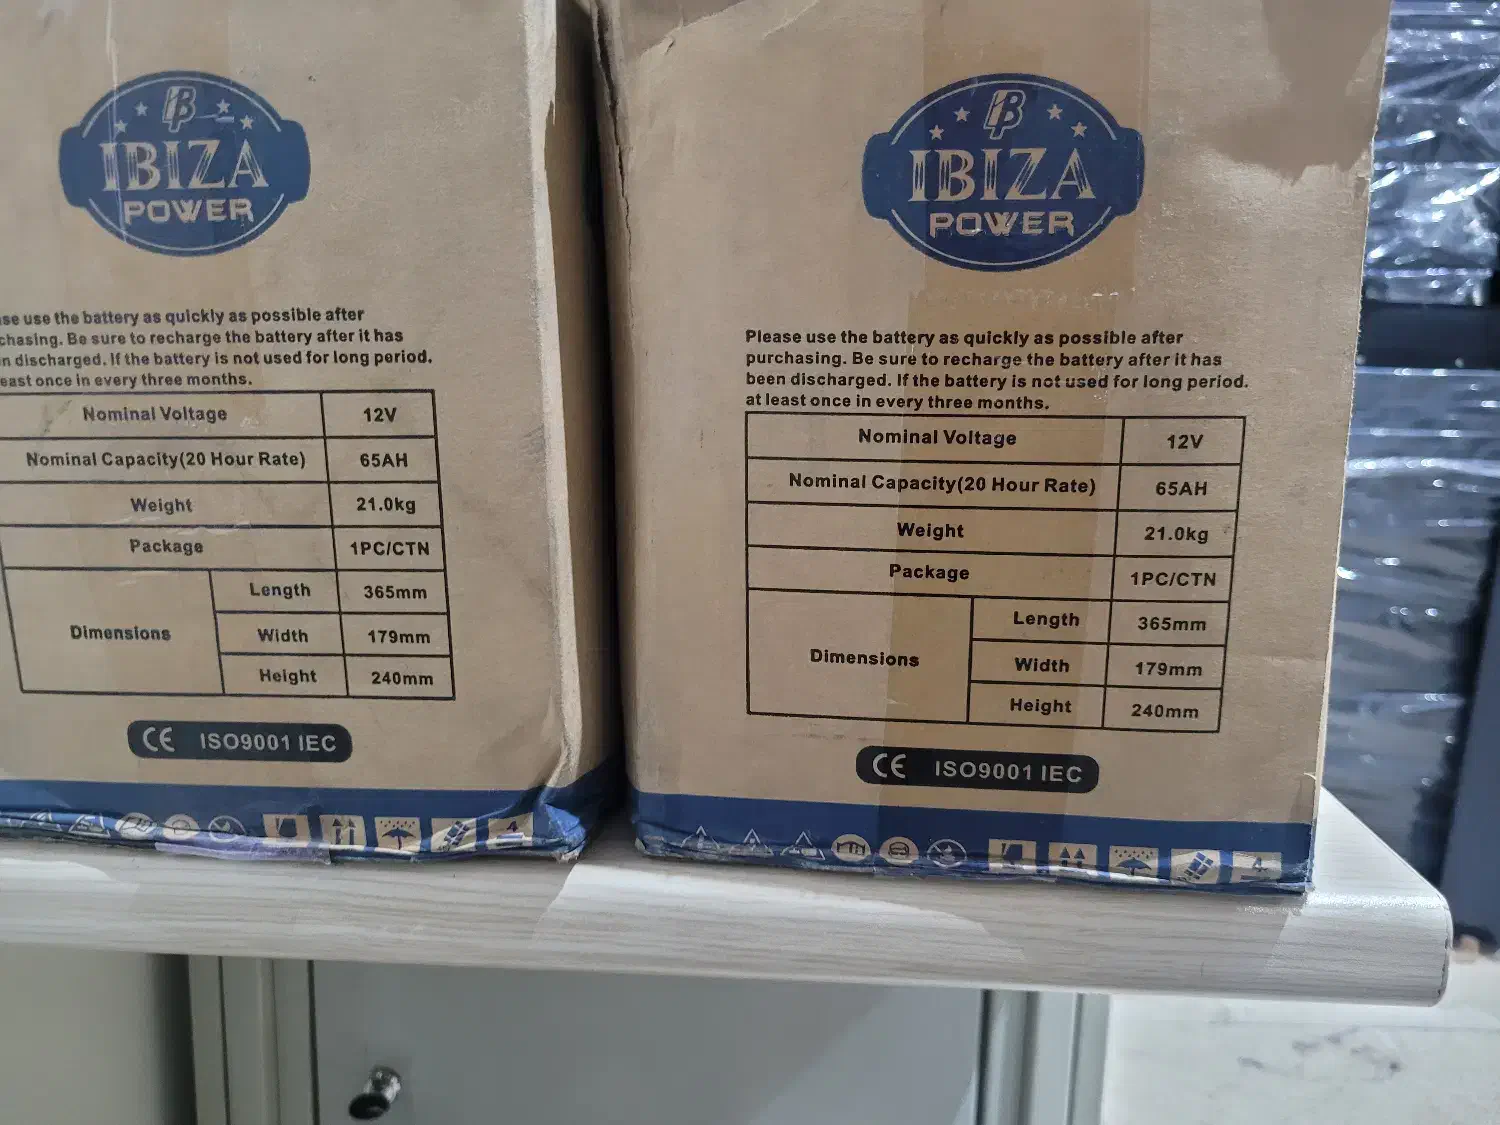 IP
IBIZA
POWER
se use the battery as quickly as possible after
chasing. Be sure to recharge the battery after it has
n discharged. If the battery is not used for long period.
east once in every three months.
Nominal Voltage 12V
Nominal Capacity(20 Hour Rate) 65AH
Weight 21.0kg
Package 1PC/CTN
Dimensions
Length 365mm
Width 179mm
Height 240mm
CE ISO9001 IEC
4
IP
IBIZA
POWER
Please use the battery as quickly as possible after
purchasing. Be sure to recharge the battery after it has
been discharged. If the battery is not used for long period.
at least once in every three months.
Nominal Voltage 12V
Nominal Capacity(20 Hour Rate) 65AH
Weight 21.0kg
Package 1PC/CTN
Dimensions
Length 365mm
Width 179mm
Height 240mm
CE ISO9001 IEC
4